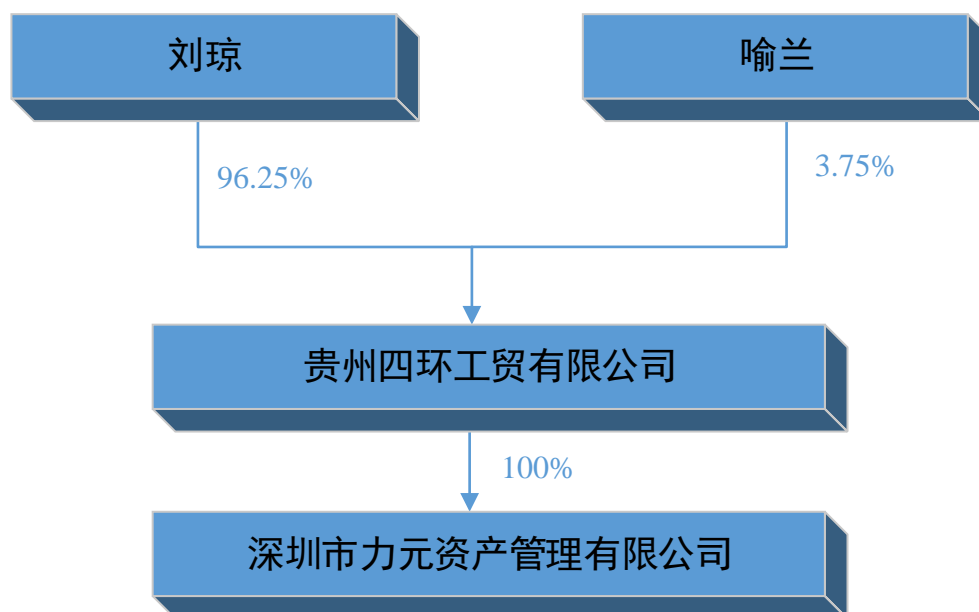 刘琼
喻兰
96.25%
3.75%
贵州四环工贸有限公司
100%
深圳市力元资产管理有限公司